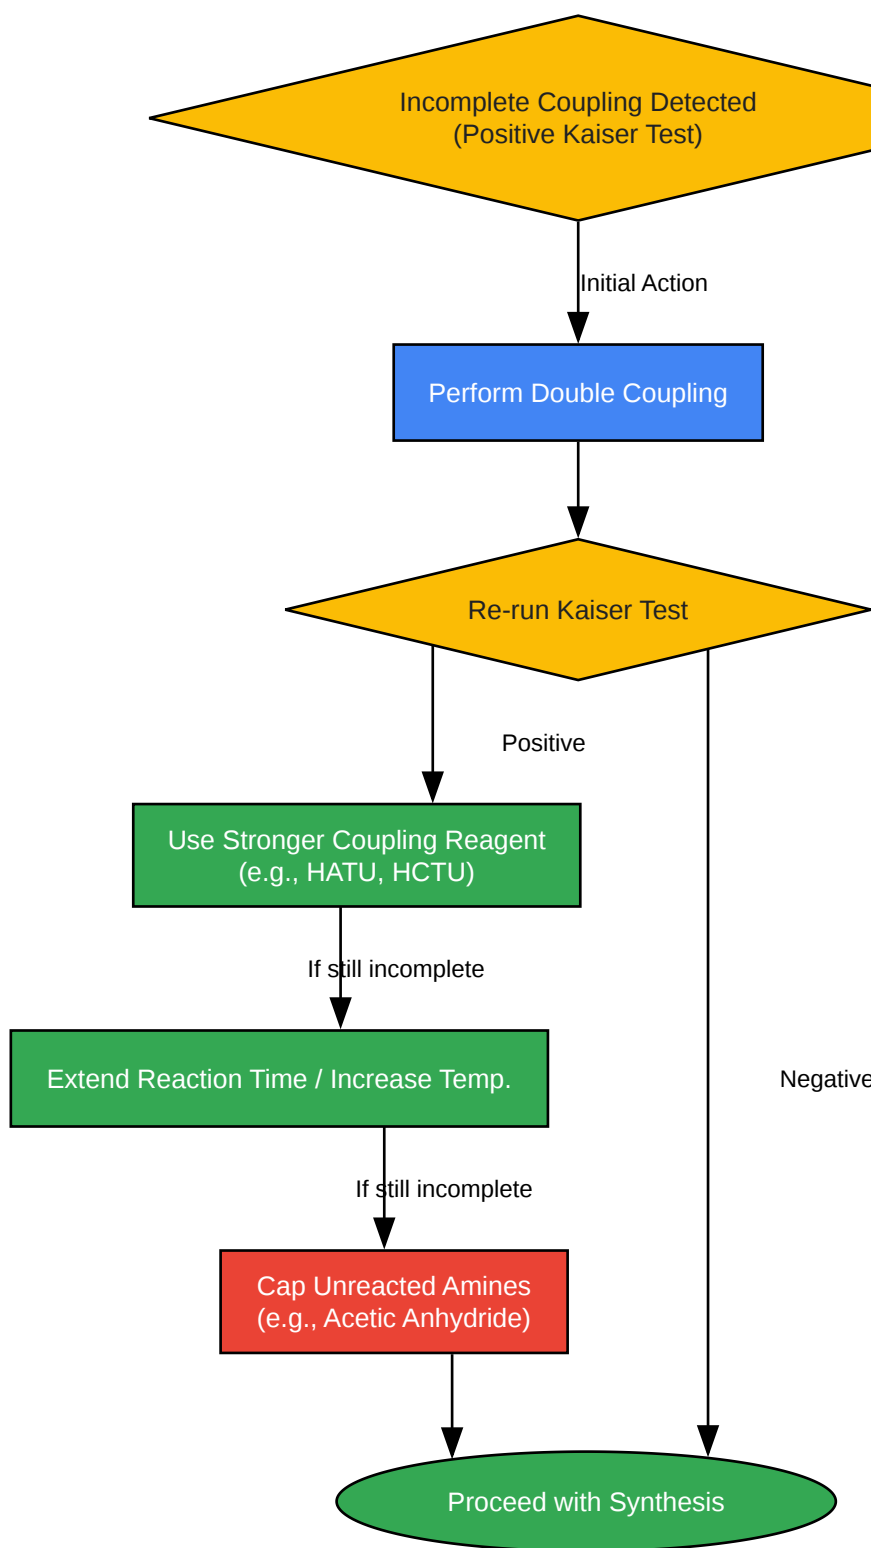 Incomplete Coupling Detected
(Positive Kaiser Test)
Initial Action
Perform Double Coupling
Re-run Kaiser Test
Positive
Use Stronger Coupling Reagent
(e.g., HATU, HCTU)
If still incomplete
Extend Reaction Time / Increase Temp.
Negative
If still incomplete
Cap Unreacted Amines
(e.g., Acetic Anhydride)
Proceed with Synthesis